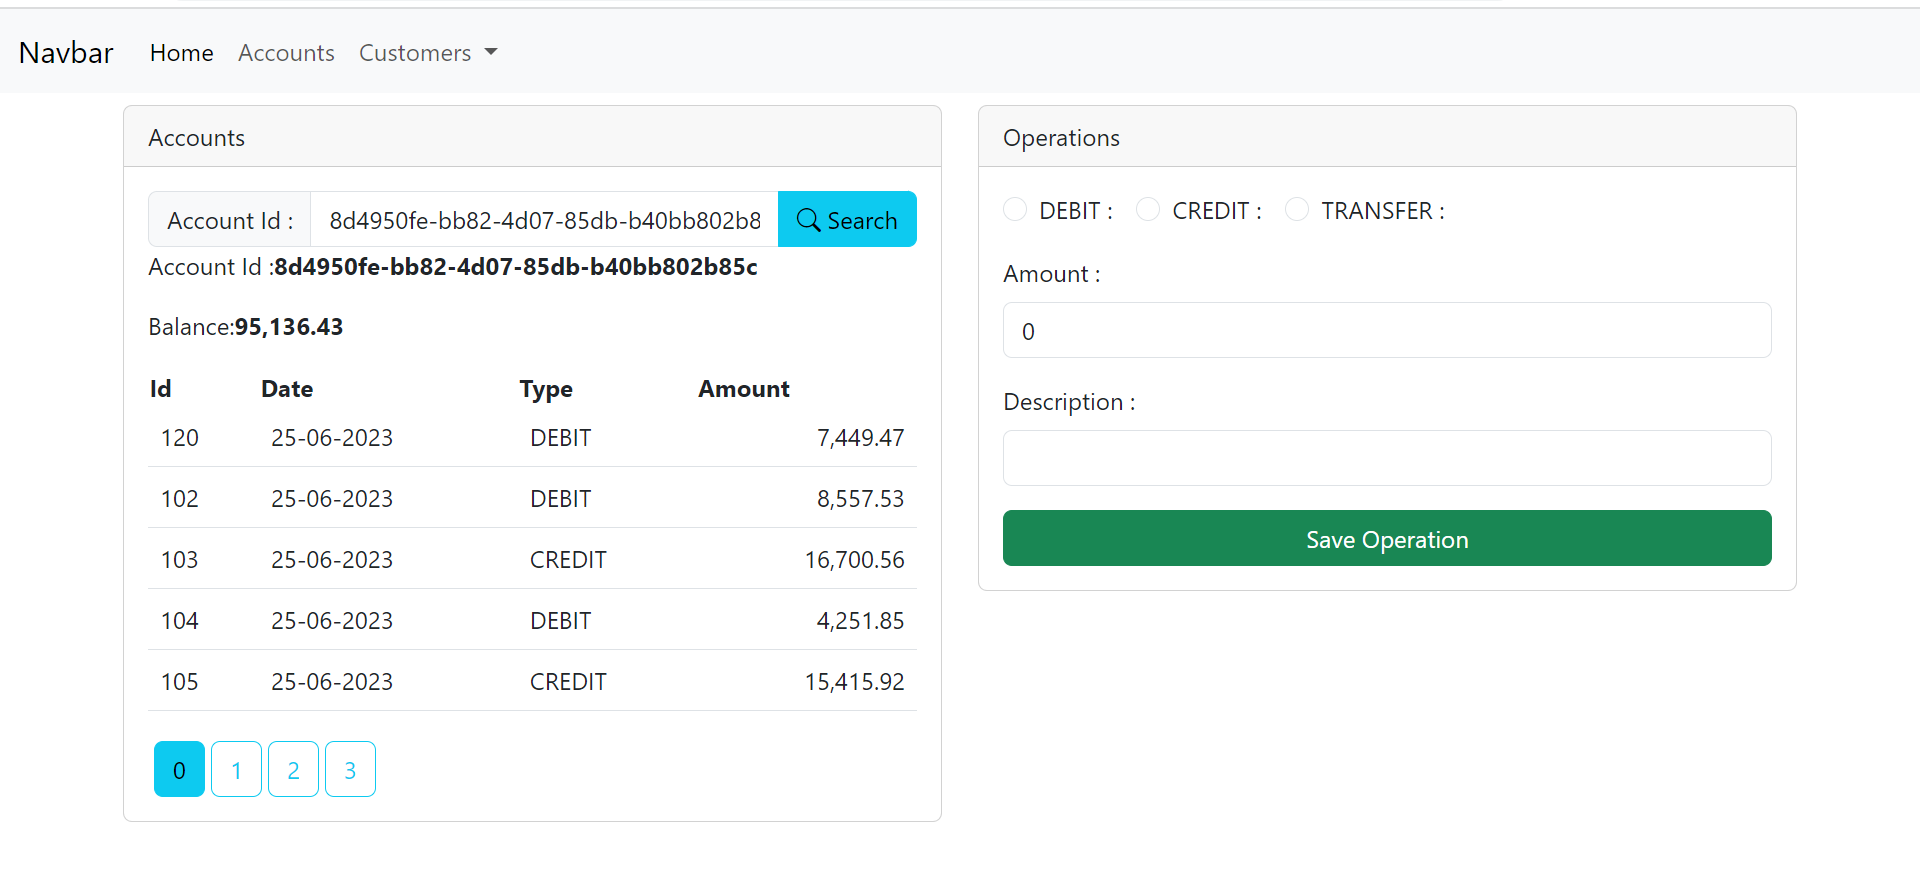 Navbar Home Accounts Customers
Accounts
Account Id : 8d4950fe-bb82-4d07-85db-b40bb802b8 Search
Account Id :8d4950fe-bb82-4d07-85db-b40bb802b85c
Balance:95,136.43
Id Date Type Amount
120 25-06-2023 DEBIT 7,449.47
102 25-06-2023 DEBIT 8,557.53
103 25-06-2023 CREDIT 16,700.56
104 25-06-2023 DEBIT 4,251.85
105 25-06-2023 CREDIT 15,415.92
0 1 2 3
Operations
DEBIT : CREDIT : TRANSFER :
Amount :
0
Description :
Save Operation